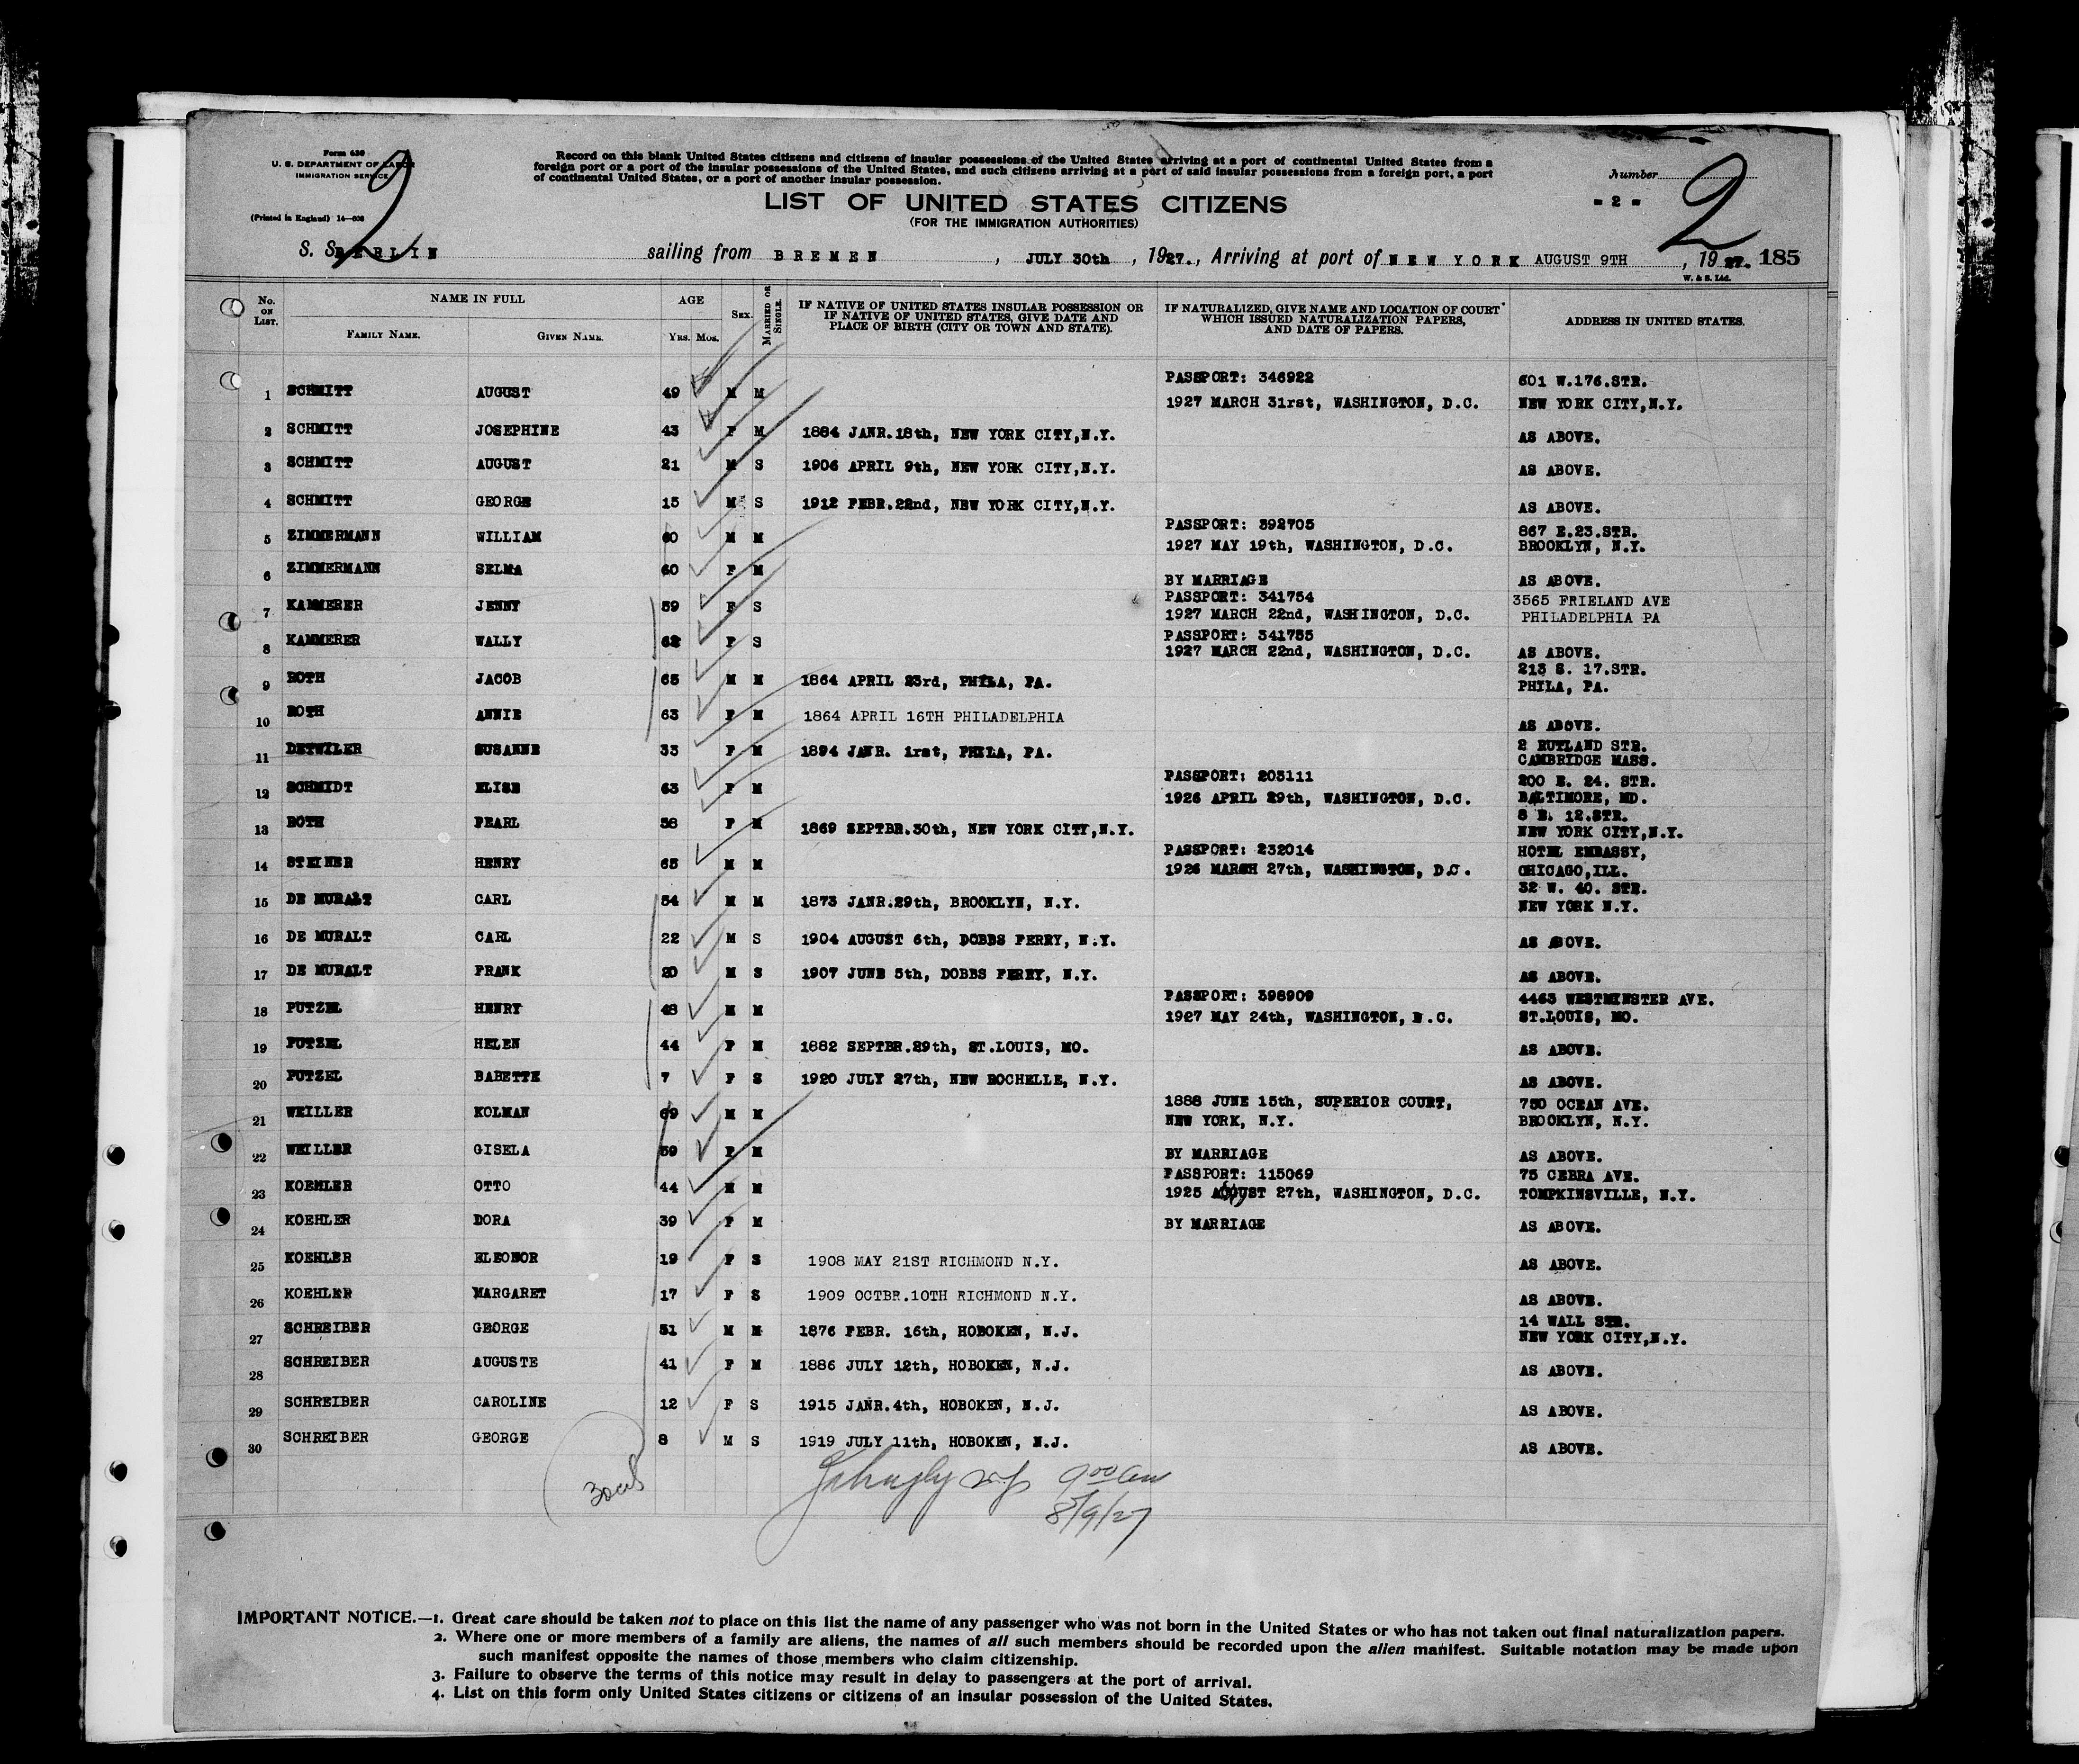 Form 630
U. S. DEPARTMENT OF LABOR
IMMIGRATION SERVICE
(Printed in England) 14—608
2
Record on this blank United States citizens and citizens of insular possessions of the United States arriving at a port of continental United States from a
foreign port or a port of the insular possessions of the United States, and such citizens arriving at a port of said insular possessions from a foreign port, a port
of continental United States, or a port of another insular possession.
Number
- 2 -
2
LIST OF UNITED STATES CITIZENS
(FOR THE IMMIGRATION AUTHORITIES)
S. S. BERLIN sailing from BREMEN, JULY 30th, 1927., Arriving at port of NEW YORK AUGUST 9TH, 1927. 185
W. & S. Ltd.
No. ON LIST. NAME IN FULL AGE SEX. MARRIED OR SINGLE. IF NATIVE OF UNITED STATES INSULAR POSSESSION OR IF NATIVE OF UNITED STATES, GIVE DATE AND PLACE OF BIRTH (CITY OR TOWN AND STATE). IF NATURALIZED, GIVE NAME AND LOCATION OF COURT WHICH ISSUED NATURALIZATION PAPERS, AND DATE OF PAPERS. ADDRESS IN UNITED STATES.
FAMILY NAME. GIVEN NAME. YRS. MOS.
1 SCHMITT AUGUST 49 M M PASSPORT: 346922 1927 MARCH 31rst, WASHINGTON, D.C. 601 W.176.STR. NEW YORK CITY,N.Y.
2 SCHMITT JOSEPHINE 43 F M 1884 JANR.18th, NEW YORK CITY,N.Y. AS ABOVE.
3 SCHMITT AUGUST 21 M S 1906 APRIL 9th, NEW YORK CITY,N.Y. AS ABOVE.
4 SCHMITT GEORGE 15 M S 1912 FEBR.22nd, NEW YORK CITY,N.Y. AS ABOVE.
5 ZIMMERMANN WILLIAM 60 M M PASSPORT: 392705 1927 MAY 19th, WASHINGTON, D.C. 867 E.23.STR. BROOKLYN, N.Y.
6 ZIMMERMANN SELMA 60 F M BY MARRIAGE AS ABOVE.
7 KAMMERER JENNY 59 F S PASSPORT: 341754 1927 MARCH 22nd, WASHINGTON, D.C. 3565 FRIELAND AVE PHILADELPHIA PA
8 KAMMERER WALLY 62 F S PASSPORT: 341755 1927 MARCH 22nd, WASHINGTON, D.C. AS ABOVE.
9 ROTH JACOB 65 M M 1864 APRIL 23rd, PHILA, PA. 213 S. 17.STR. PHILA, PA.
10 ROTH ANNIE 63 F M 1864 APRIL 16TH PHILADELPHIA AS ABOVE.
11 DETWILER SUSANNE 33 F M 1894 JANR. 1rst, PHILA, PA. 2 RUTLAND STR. CAMBRIDGE MASS.
12 SCHMIDT ELISE 63 F M PASSPORT: 203111 1926 APRIL 29th, WASHINGTON, D.C. 200 E. 24. STR. BALTIMORE, MD.
13 ROTH PEARL 58 F M 1869 SEPTBR.30th, NEW YORK CITY,N.Y. 8 E. 12.STR. NEW YORK CITY,N.Y.
14 STEINER HENRY 65 M M PASSPORT: 232014 1926 MARCH 27th, WASHINGTON, D.C. HOTEL EMBASSY, CHICAGO,ILL.
15 DE MURALT CARL 54 M M 1873 JANR.29th, BROOKLYN, N.Y. 32 W. 40. STR. NEW YORK N.Y.
16 DE MURALT CARL 22 M S 1904 AUGUST 6th, DOBBS FERRY, N.Y. AS ABOVE.
17 DE MURALT FRANK 20 M S 1907 JUNE 5th, DOBBS FERRY, N.Y. AS ABOVE.
18 PUTZEL HENRY 48 M M PASSPORT: 398909 1927 MAY 24th, WASHINGTON, D.C. 4463 WESTMINSTER AVE. ST.LOUIS, MO.
19 PUTZEL HELEN 44 F M 1882 SEPTBR.29th, ST.LOUIS, MO. AS ABOVE.
20 PUTZEL BABETTE 7 F S 1920 JULY 27th, NEW ROCHELLE, N.Y. AS ABOVE.
21 WEILLER KOLMAN 69 M M 1888 JUNE 15th, SUPERIOR COURT, NEW YORK, N.Y. 750 OCEAN AVE. BROOKLYN, N.Y.
22 WEILLER GISELA 59 F M BY MARRIAGE AS ABOVE.
23 KOEHLER OTTO 44 M M PASSPORT: 115069 1925 AUGUST 27th, WASHINGTON, D.C. 75 CEBRA AVE. TOMPKINSVILLE, N.Y.
24 KOEHLER DORA 39 F M BY MARRIAGE AS ABOVE.
25 KOEHLER ELEONOR 19 F S 1908 MAY 21ST RICHMOND N.Y. AS ABOVE.
26 KOEHLER MARGARET 17 F S 1909 OCTBR.10TH RICHMOND N.Y. AS ABOVE.
27 SCHREIBER GEORGE 51 M M 1876 FEBR. 16th, HOBOKEN, N.J. 14 WALL STR. NEW YORK CITY,N.Y.
28 SCHREIBER AUGUSTE 41 F M 1886 JULY 12th, HOBOKEN, N.J. AS ABOVE.
29 SCHREIBER CAROLINE 12 F S 1915 JANR.4th, HOBOKEN, N.J. AS ABOVE.
30 SCHREIBER GEORGE 8 M S 1919 JULY 11th, HOBOKEN, N.J. AS ABOVE.
9 00 am
8/9/27
IMPORTANT NOTICE.—1. Great care should be taken not to place on this list the name of any passenger who was not born in the United States or who has not taken out final naturalization papers.
2. Where one or more members of a family are aliens, the names of all such members should be recorded upon the alien manifest. Suitable notation may be made upon
such manifest opposite the names of those members who claim citizenship.
3. Failure to observe the terms of this notice may result in delay to passengers at the port of arrival.
4. List on this form only United States citizens or citizens of an insular possession of the United States.